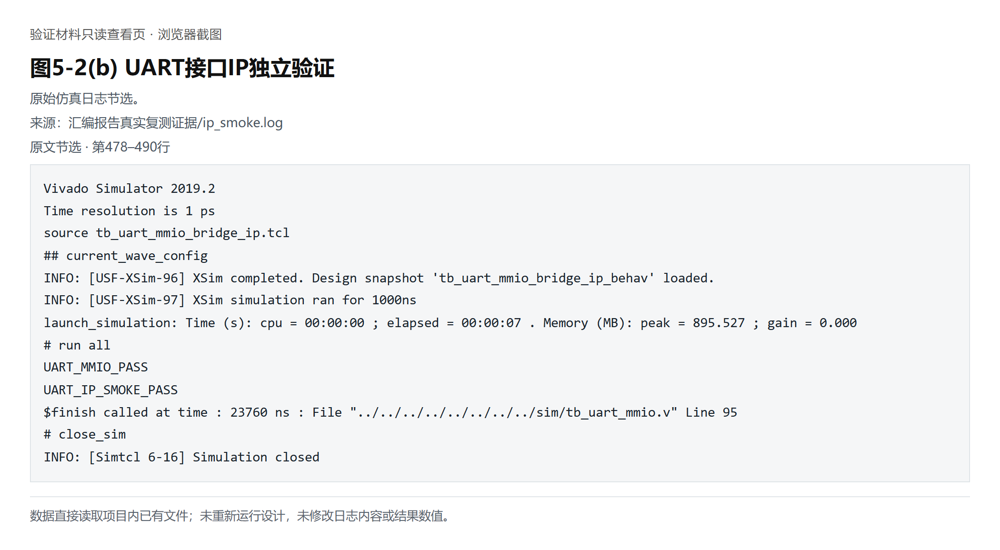 验证材料只读查看页 · 浏览器截图
图5-2(b) UART接口IP独立验证
原始仿真日志节选。
来源：汇编报告真实复测证据/ip_smoke.log
原文节选 · 第478–490行
Vivado Simulator 2019.2
Time resolution is 1 ps
source tb_uart_mmio_bridge_ip.tcl
## current_wave_config
INFO: [USF-XSim-96] XSim completed. Design snapshot 'tb_uart_mmio_bridge_ip_behav' loaded.
INFO: [USF-XSim-97] XSim simulation ran for 1000ns
launch_simulation: Time (s): cpu = 00:00:00 ; elapsed = 00:00:07 . Memory (MB): peak = 895.527 ; gain = 0.000
# run all
UART_MMIO_PASS
UART_IP_SMOKE_PASS
$finish called at time : 23760 ns : File "../../../../../../../../sim/tb_uart_mmio.v" Line 95
# close_sim
INFO: [Simtcl 6-16] Simulation closed
数据直接读取项目内已有文件；未重新运行设计，未修改日志内容或结果数值。